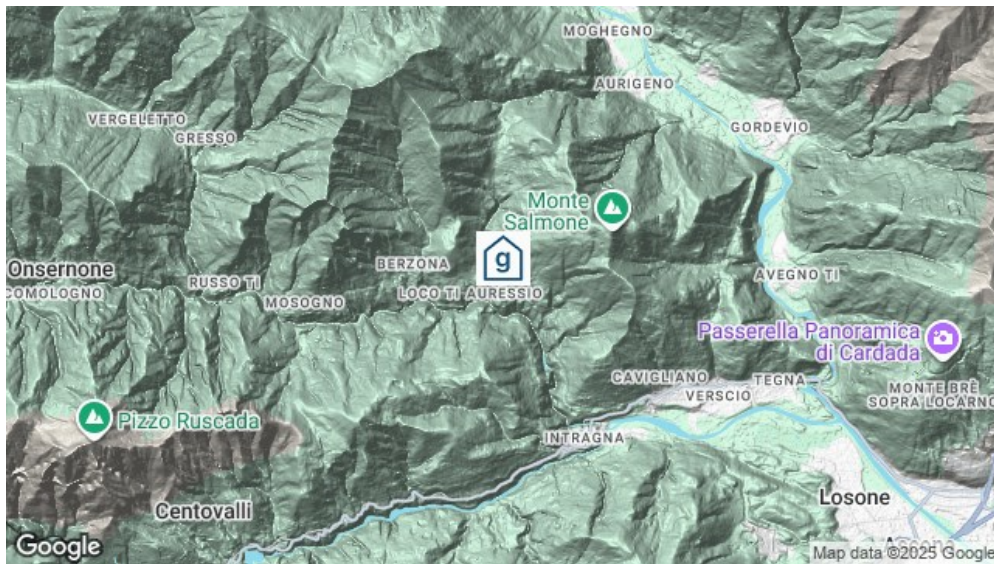 MOGHEGNO
AURIGENO
VERGELETTO
GRESSO
GORDEVIO
Monte
Salmone
g
BERZONA
Onsernone
RUSSO TI
AVEGNO TI
COMOLOGNO
MOSOGNO
LOCO TI AURESSIO
Passerella Panoramica
di Cardada
CAVIGLIANO
TEGNA
VERSCIO
MONTE BRÈ
SOPRA LOCARNO
Pizzo Ruscada
INTRAGNA
Centovalli
Losone
Google
Map data ©2025 Google